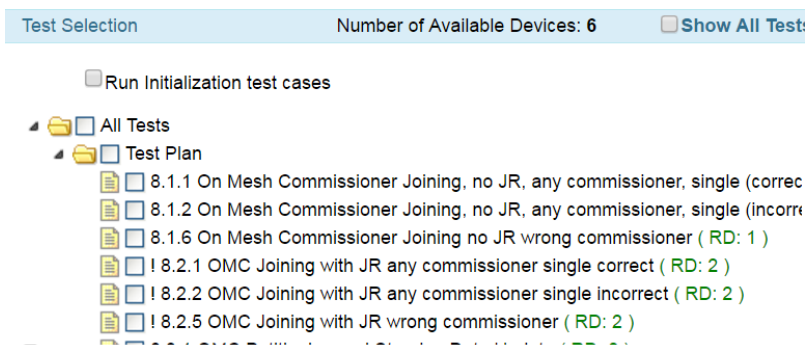 Test Selection Number of Available Devices: 6 Show All Tests
Run Initialization test cases
All Tests
Test Plan
8.1.1 On Mesh Commissioner Joining, no JR, any commissioner, single (correc
8.1.2 On Mesh Commissioner Joining, no JR, any commissioner, single (incorre
8.1.6 On Mesh Commissioner Joining no JR wrong commissioner ( RD: 1 )
! 8.2.1 OMC Joining with JR any commissioner single correct ( RD: 2 )
! 8.2.2 OMC Joining with JR any commissioner single incorrect ( RD: 2 )
! 8.2.5 OMC Joining with JR wrong commissioner ( RD: 2 )